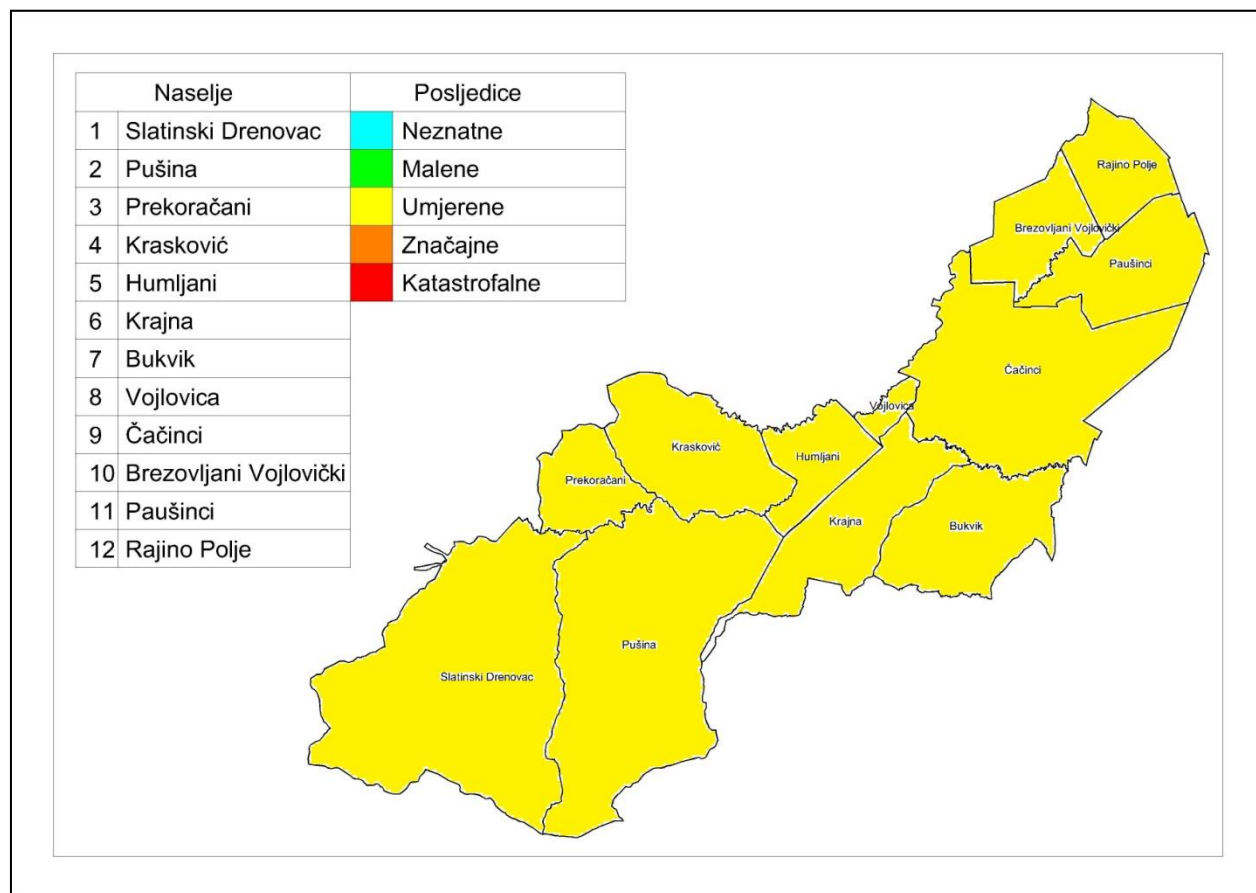 Naselje Posljedice
1 Slatinski Drenovac Neznatne
2 Pušina Malene
3 Prekoračani Umjerene
4 Krasković Značajne
5 Humljani Katastrofalne
6 Krajna
7 Bukvik
8 Vojlovica
9 Čačinci
10 Brezovljani Vojlovički
11 Paušinci
12 Rajino Polje
Rajino Polje
Brezovljani Vojlovički
Paušinci
Čačinci
Vojlovica
Krasković
Humljani
Prekoračani
Krajna
Bukvik
Pušina
Slatinski Drenovac